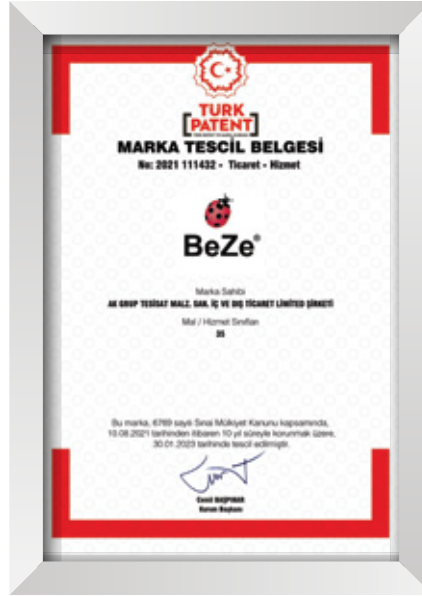 TÜRK
PATENT
MARKA TESCİL BELGESİ
No: 2021 111432 - Ticaret - Hizmet
BeZe®
Marka Sahibi
AK GRUP TESİSAT MALZ. SAN. İÇ VE DIŞ TİCARET LİMİTED ŞİRKETİ
Mal / Hizmet Sınıfları
35
Bu marka, 6769 sayılı Sınai Mülkiyet Kanunu kapsamında,
10.08.2021 tarihinden itibaren 10 yıl süreyle korunmak üzere,
30.01.2023 tarihinde tescil edilmiştir.
Cemil BAŞPINAR
Kurum Başkanı